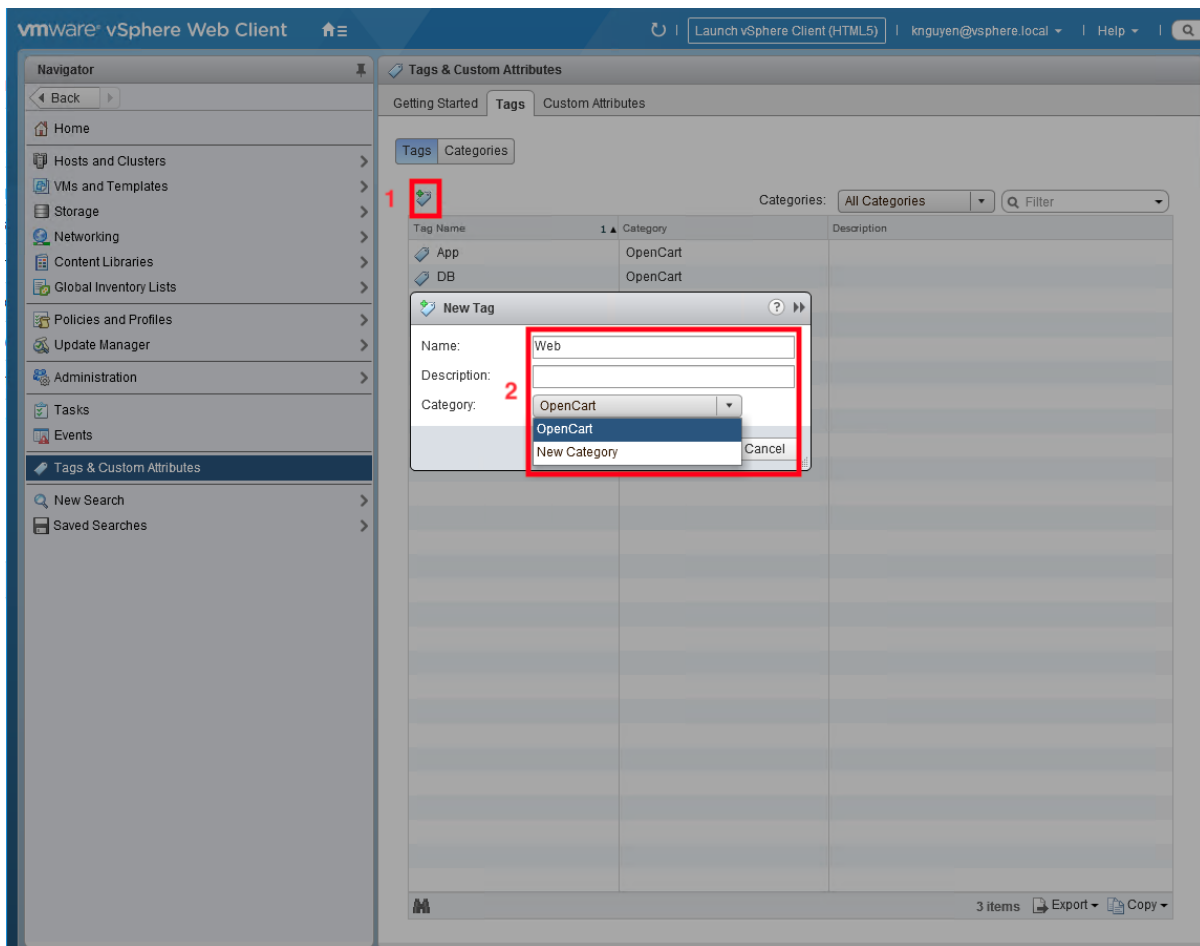 vmware® vSphere Web Client
Launch vSphere Client (HTML5)
knguyen@vsphere.local
Help
Navigator
Back
Home
Hosts and Clusters
VMs and Templates
Storage
Networking
Content Libraries
Global Inventory Lists
Policies and Profiles
Update Manager
Administration
Tasks
Events
Tags & Custom Attributes
New Search
Saved Searches
Tags & Custom Attributes
Getting Started Tags Custom Attributes
Tags Categories
1
Categories: All Categories Filter
Tag Name 1 Category Description
App OpenCart
DB OpenCart
New Tag ?
Name: Web
Description:
2
Category: OpenCart
OpenCart
New Category
Cancel
3 items Export Copy